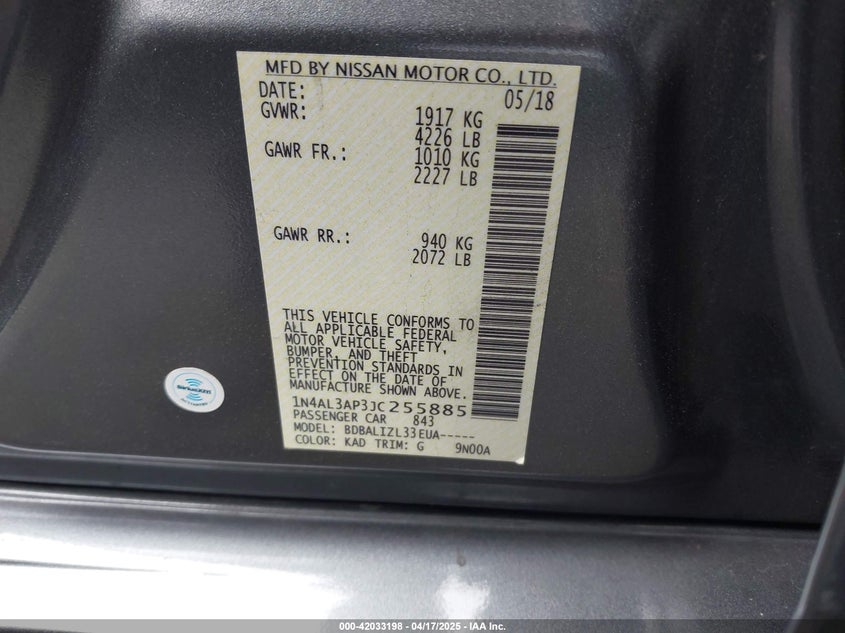 MFD BY NISSAN MOTOR CO., LTD.
DATE: 05/18
GVWR: 1917 KG
4226 LB
GAWR FR.: 1010 KG
2227 LB
GAWR RR.: 940 KG
2072 LB
THIS VEHICLE CONFORMS TO
ALL APPLICABLE FEDERAL
MOTOR VEHICLE SAFETY,
BUMPER, AND THEFT
PREVENTION STANDARDS IN
EFFECT ON THE DATE OF
MANUFACTURE SHOWN ABOVE.
1N4AL3AP3JC255885
PASSENGER CAR 843
MODEL: BDBALIZL33EUA-----
COLOR: KAD TRIM: G 9N00A
SiriusXM
000-42033198 - 04/17/2025 - IAA Inc.